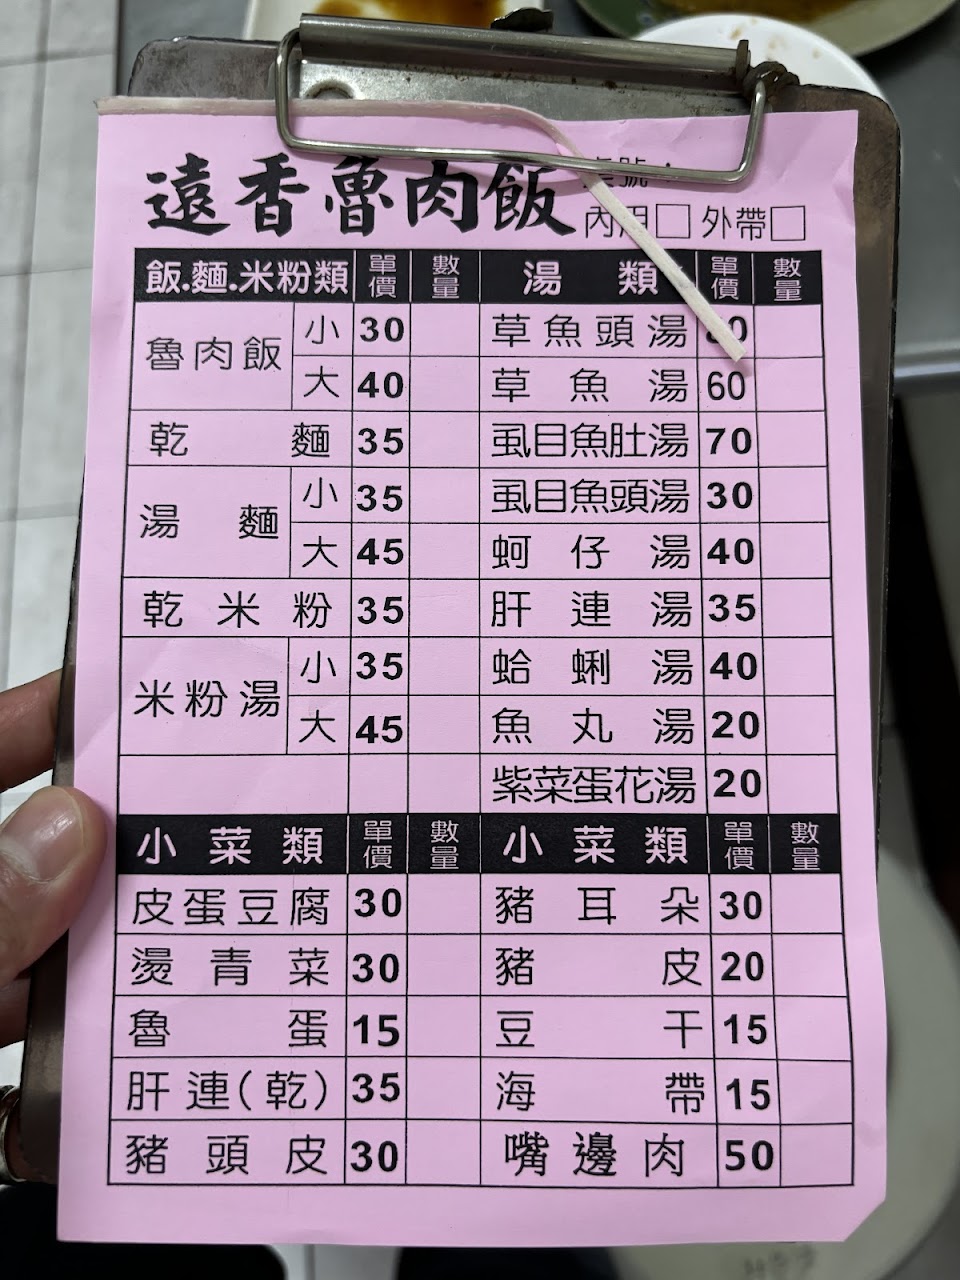 遠香魯肉飯
號：
內用□ 外帶□
飯.麵.米粉類 單價 數量
魯肉飯 小 30
大 40
乾麵 35
湯麵 小 35
大 45
乾米粉 35
米粉湯 小 35
大 45
湯類 單價 數量
草魚頭湯
草魚湯 60
虱目魚肚湯 70
虱目魚頭湯 30
蚵仔湯 40
肝連湯 35
蛤蜊湯 40
魚丸湯 20
紫菜蛋花湯 20
小菜類 單價 數量
皮蛋豆腐 30
燙青菜 30
魯蛋 15
肝連(乾) 35
豬頭皮 30
小菜類 單價 數量
豬耳朵 30
豬皮 20
豆干 15
海帶 15
嘴邊肉 50